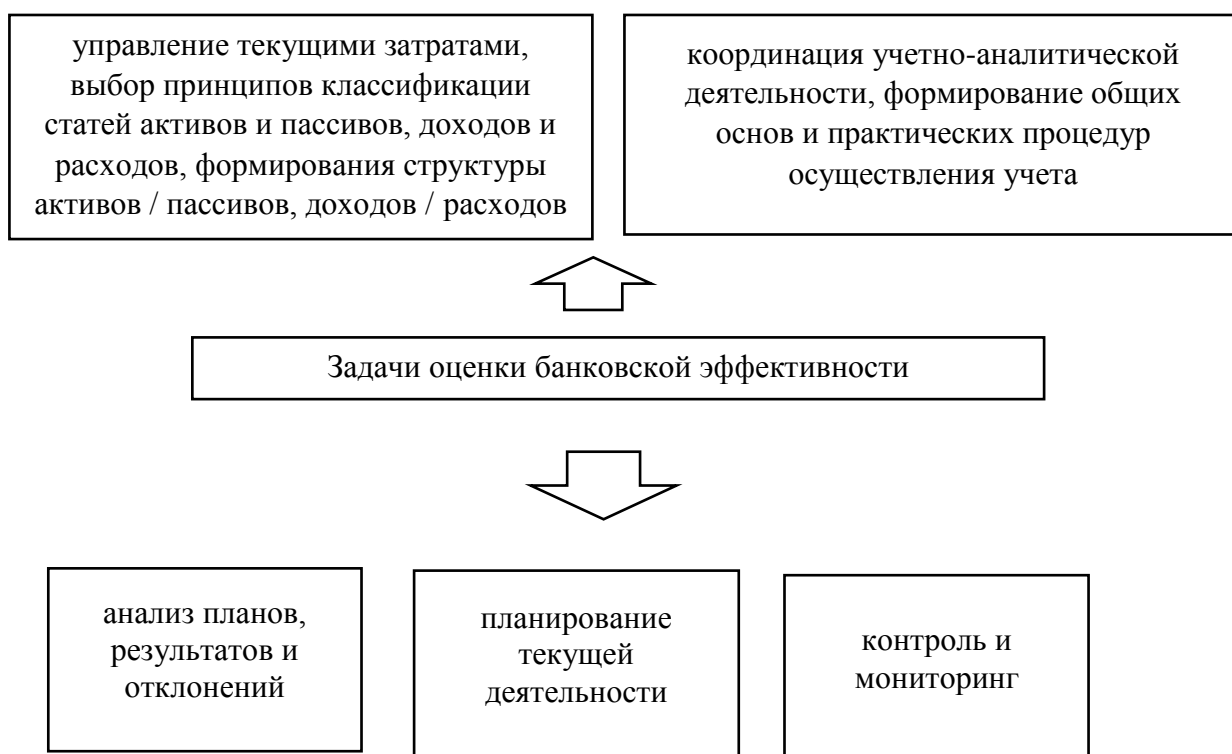 управление текущими затратами,
выбор принципов классификации
статей активов и пассивов, доходов и
расходов, формирования структуры
активов / пассивов, доходов / расходов
координация учетно-аналитической
деятельности, формирование общих
основ и практических процедур
осуществления учета
Задачи оценки банковской эффективности
анализ планов,
результатов и
отклонений
планирование
текущей
деятельности
контроль и
мониторинг